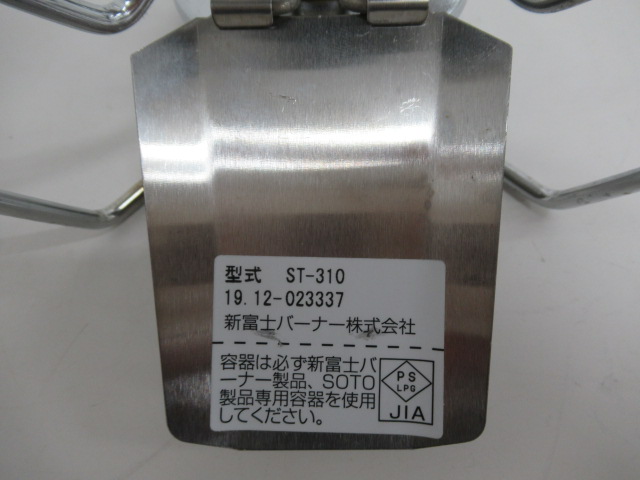 型式 ST-310
19.12-023337
新富士バーナー株式会社
容器は必ず新富士バ
ーナー製品、SOTO
製品専用容器を使用
してください。
PS
LPG
JIA